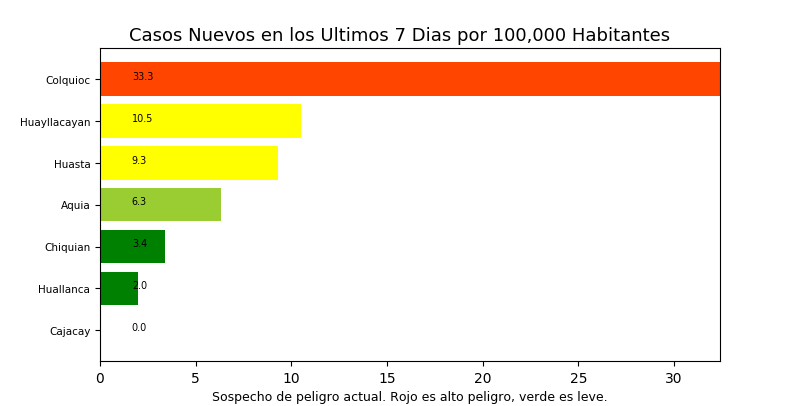 Casos Nuevos en los Ultimos 7 Dias por 100,000 Habitantes
Colquioc 33.3
Huayllacayan 10.5
Huasta 9.3
Aquia 6.3
Chiquian 3.4
Huallanca 2.0
Cajacay 0.0
0 5 10 15 20 25 30
Sospecho de peligro actual. Rojo es alto peligro, verde es leve.